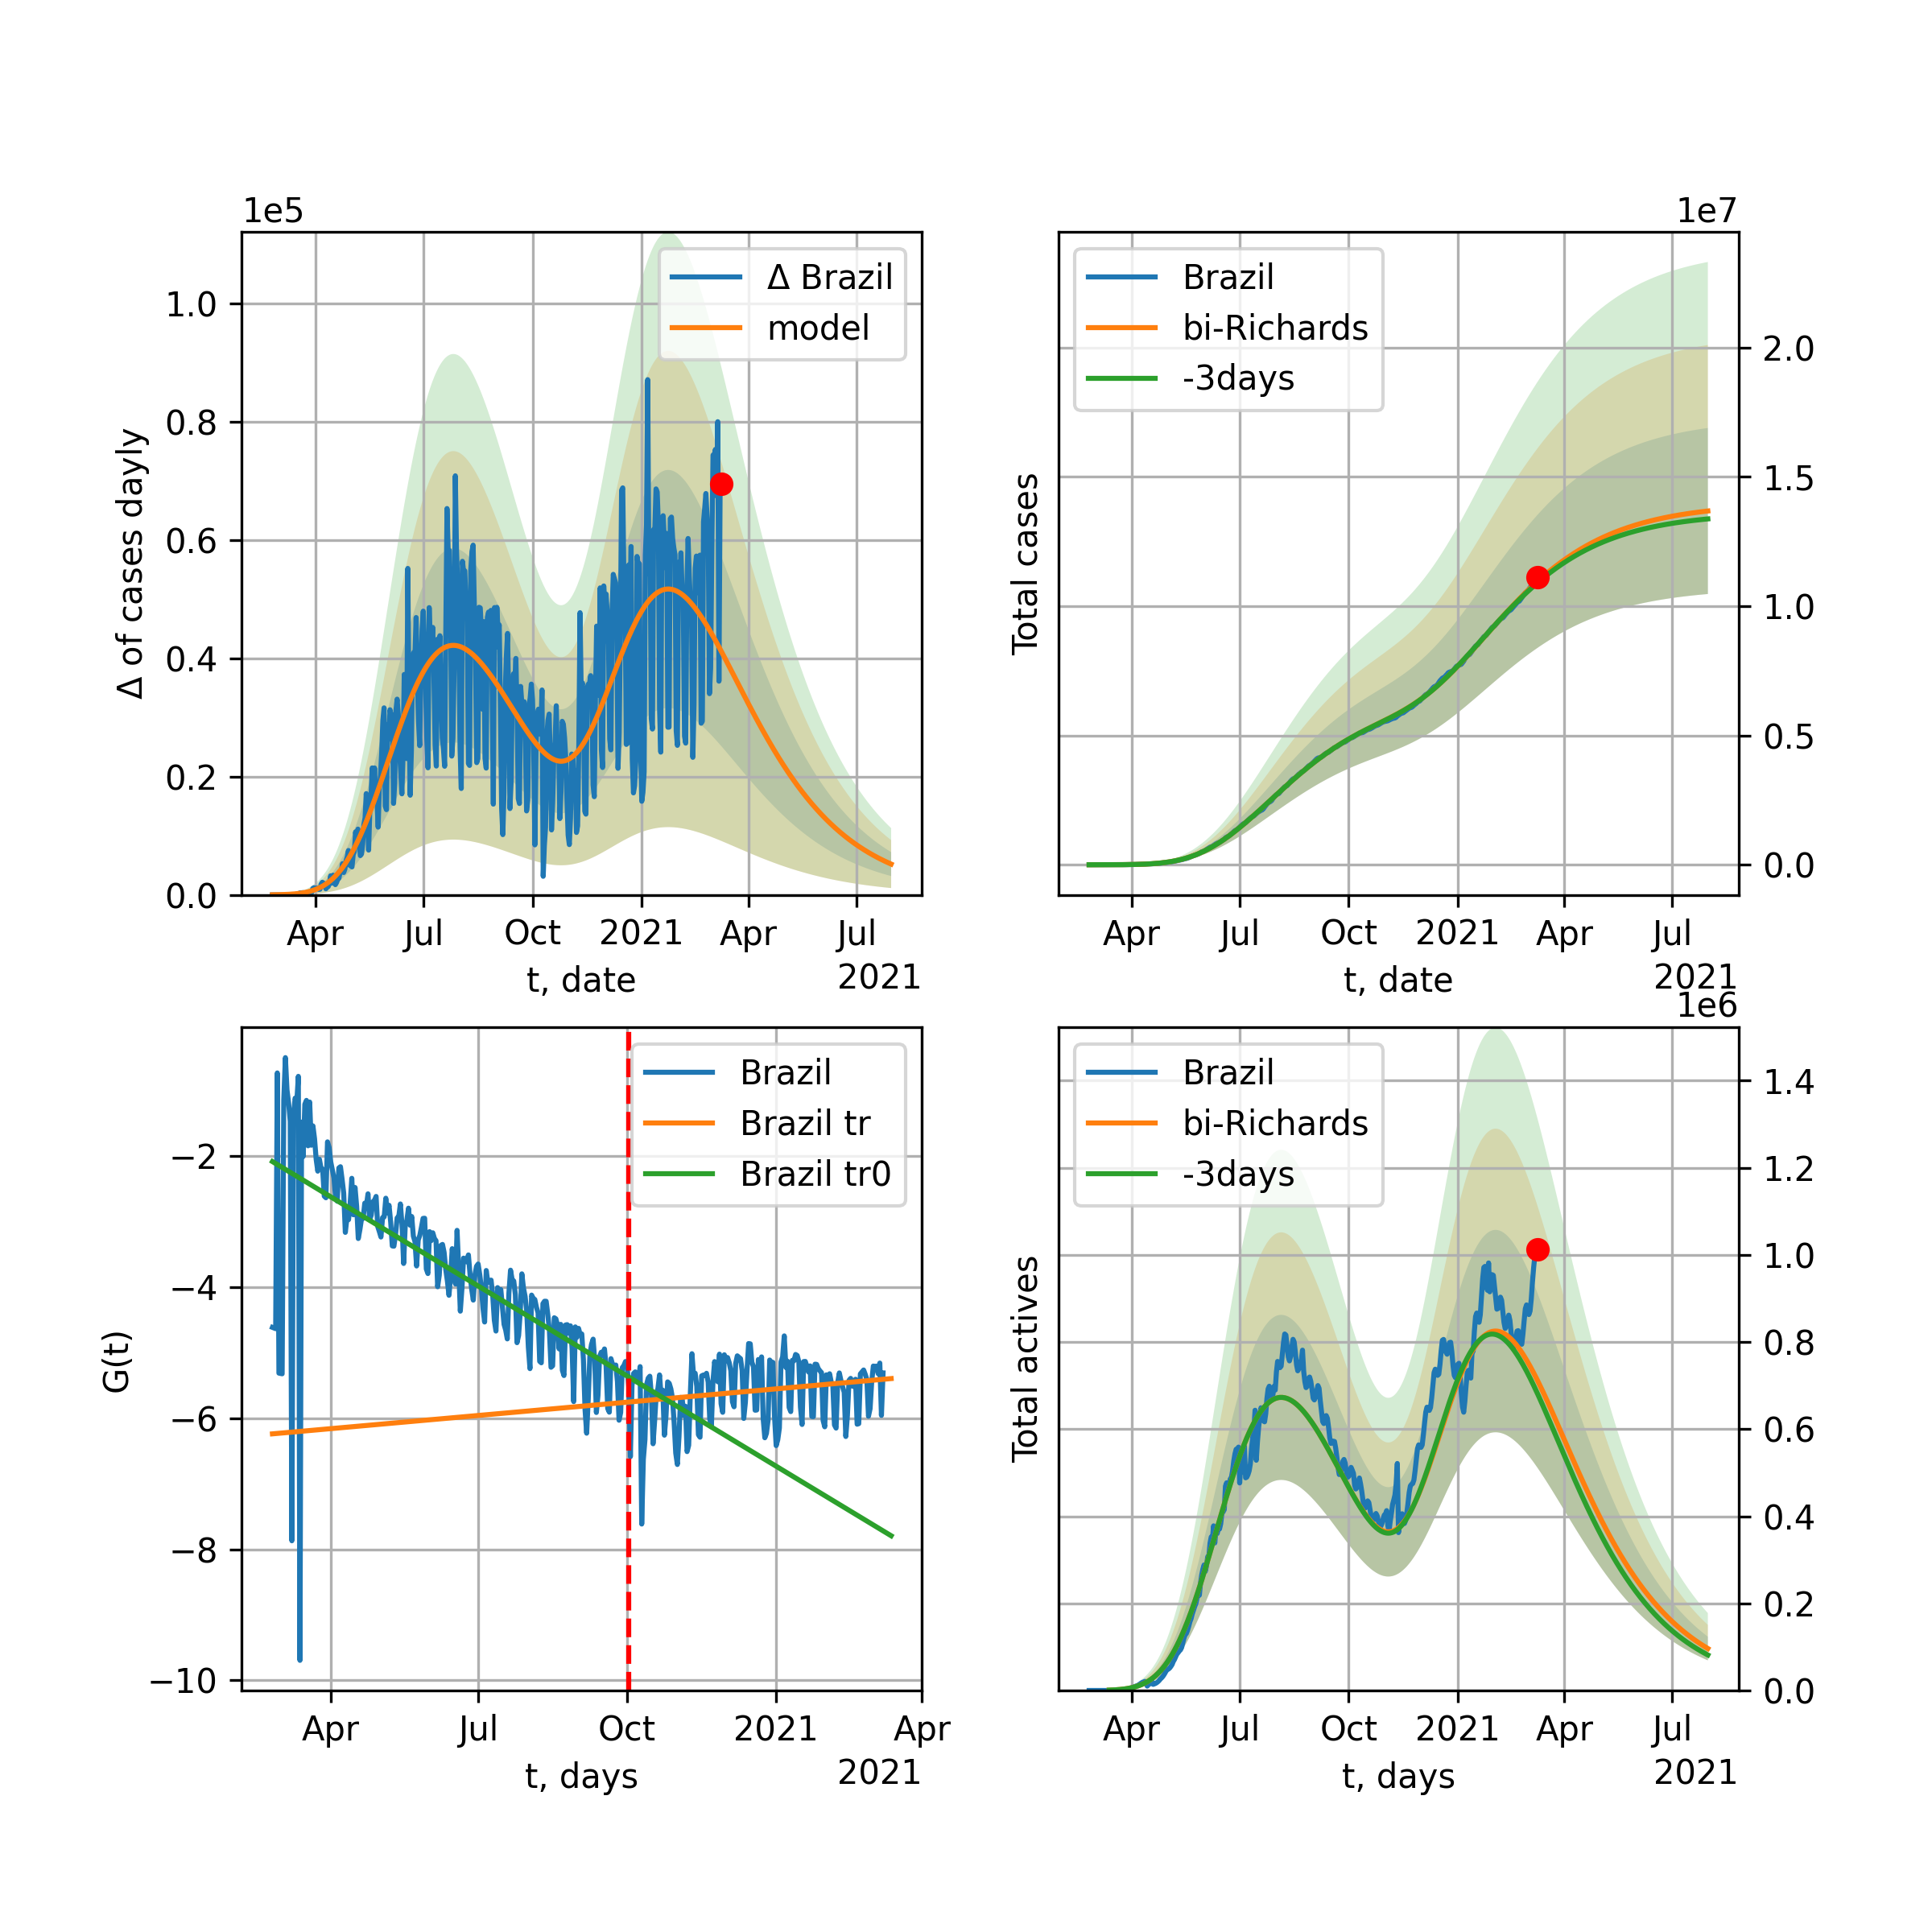 1e5
Δ of cases dayly
1.0
0.8
0.6
0.4
0.2
0.0
Δ Brazil
model
Apr Jul Oct 2021 Apr Jul
t, date
2021
1e7
Total cases
Brazil
bi-Richards
-3days
2.0
1.5
1.0
0.5
0.0
Apr Jul Oct 2021 Apr Jul
t, date
2021
G(t)
−2
−4
−6
−8
−10
Brazil
Brazil tr
Brazil tr0
Apr Jul Oct 2021 Apr
t, days
2021
1e6
Total actives
Brazil
bi-Richards
-3days
1.4
1.2
1.0
0.8
0.6
0.4
0.2
0.0
Apr Jul Oct 2021 Apr Jul
t, days
2021